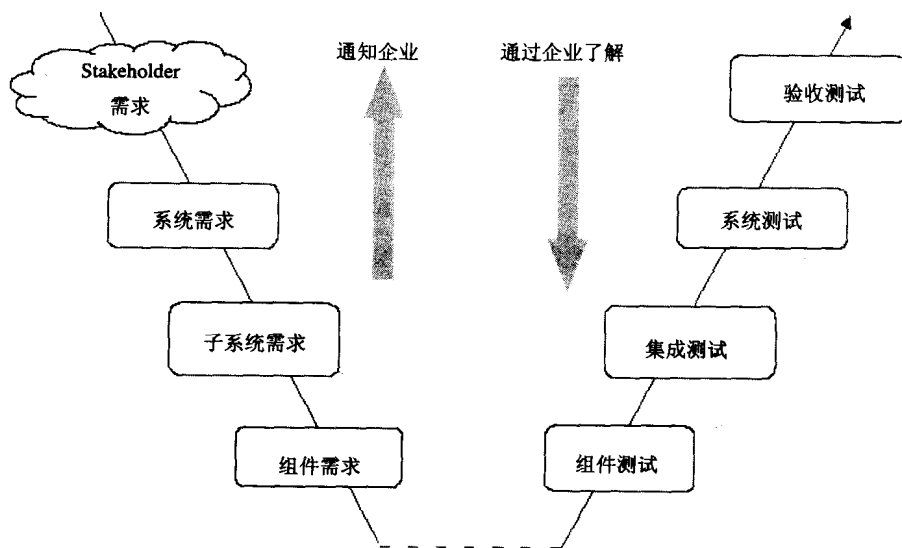 Stakeholder
需求
通知企业
通过企业了解
验收测试
系统需求
系统测试
子系统需求
集成测试
组件需求
组件测试